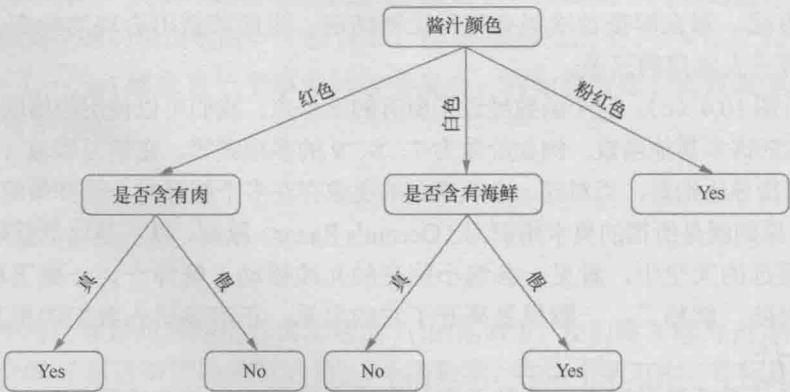 酱汁颜色
红色
白色
粉红色
是否含有肉
是否含有海鲜
Yes
真
假
真
假
Yes
No
No
Yes